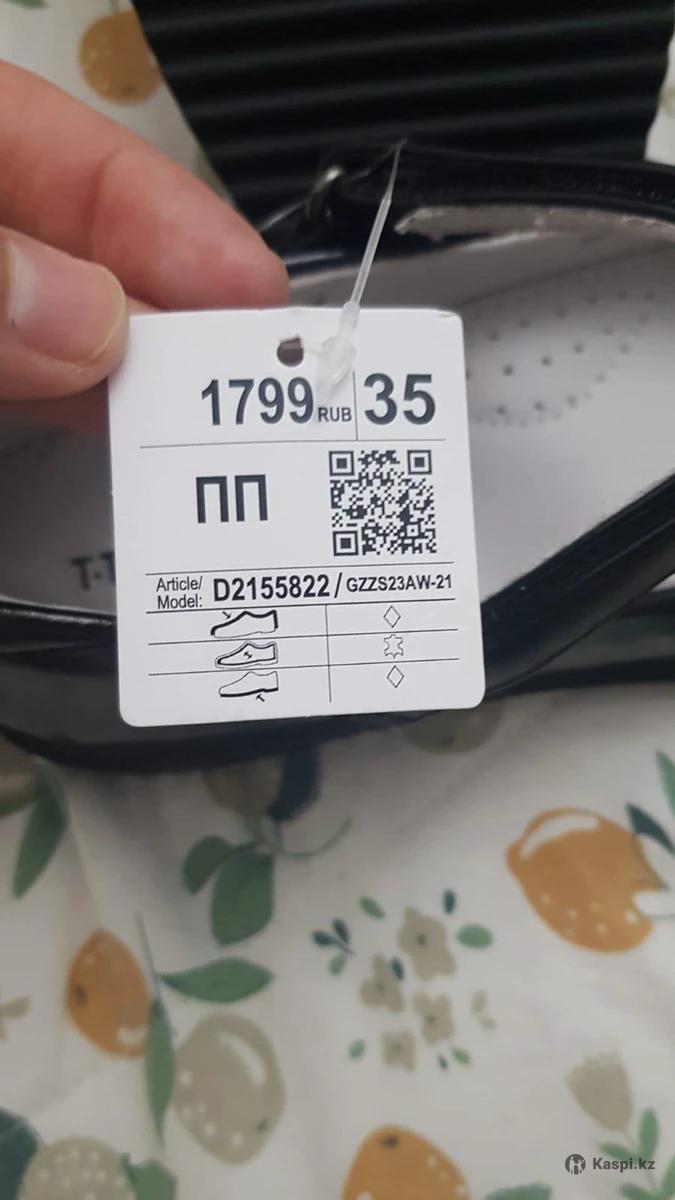 1799 RUB 35
ПП
Article/
Model: D2155822 / GZZS23AW-21
Kaspi.kz